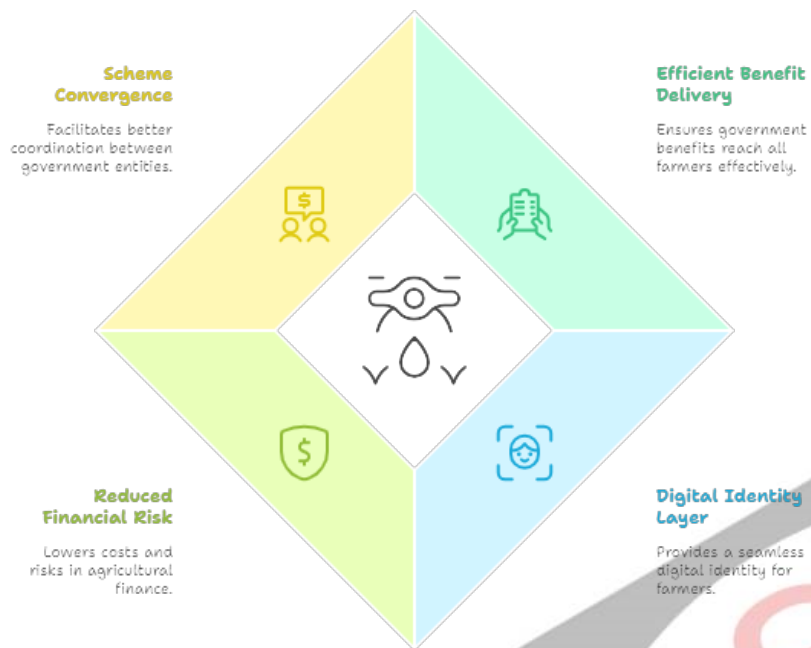 Scheme
Convergence
Facilitates better
coordination between
government entities.
Efficient Benefit
Delivery
Ensures government
benefits reach all
farmers effectively.
$
$
Reduced
Financial Risk
Lowers costs and
risks in agricultural
finance.
Digital Identity
Layer
Provides a seamless
digital identity for
farmers.